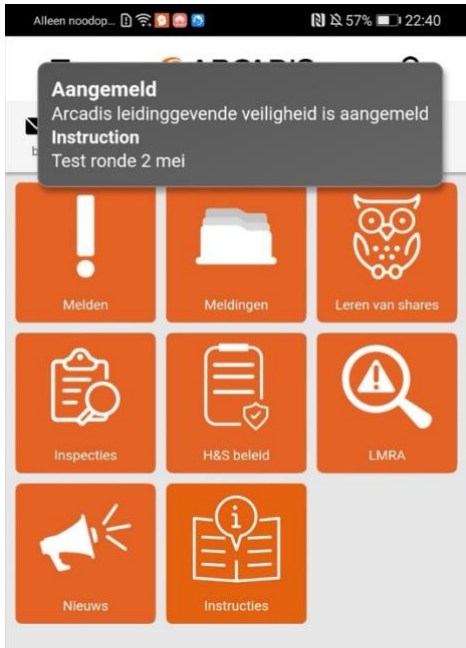 Alleen noodop... 57% 22:40
Aangemeld
Arcadis leidinggevende veiligheid is aangemeld
Instruction
Test ronde 2 mei
Melden
Meldingen
Leren van shares
Inspecties
H&S beleid
LMRA
Nieuws
Instructies